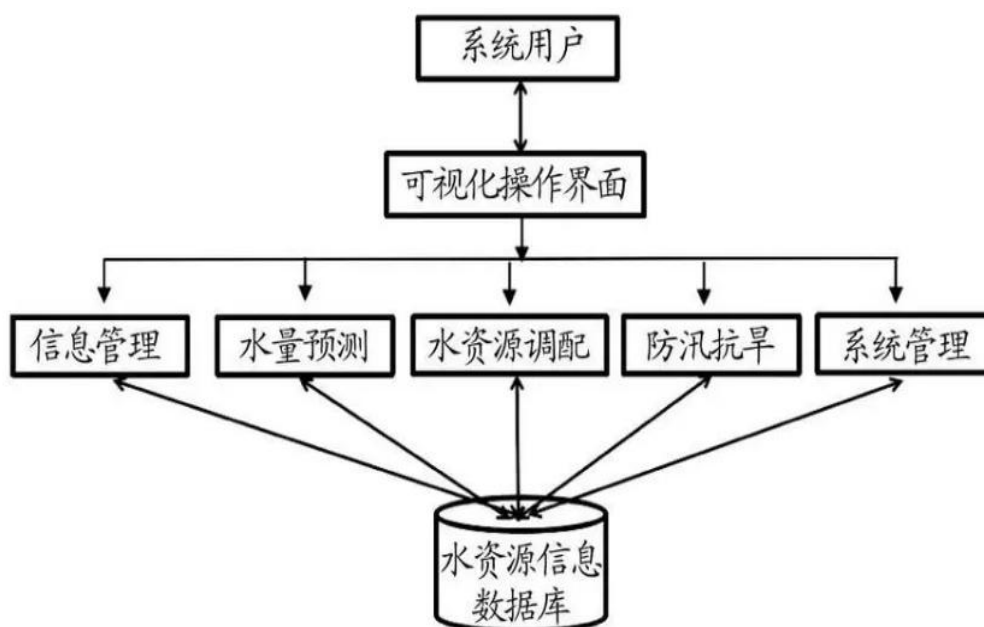 系统用户
可视化操作界面
信息管理
水量预测
水资源调配
防汛抗旱
系统管理
水资源信息
数据库